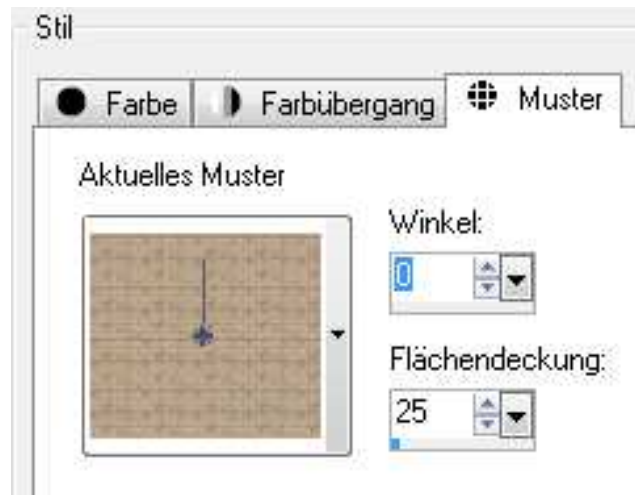 Stil
Farbe Farbübergang Muster
Aktuelles Muster
Winkel:
0
Flächendeckung:
25